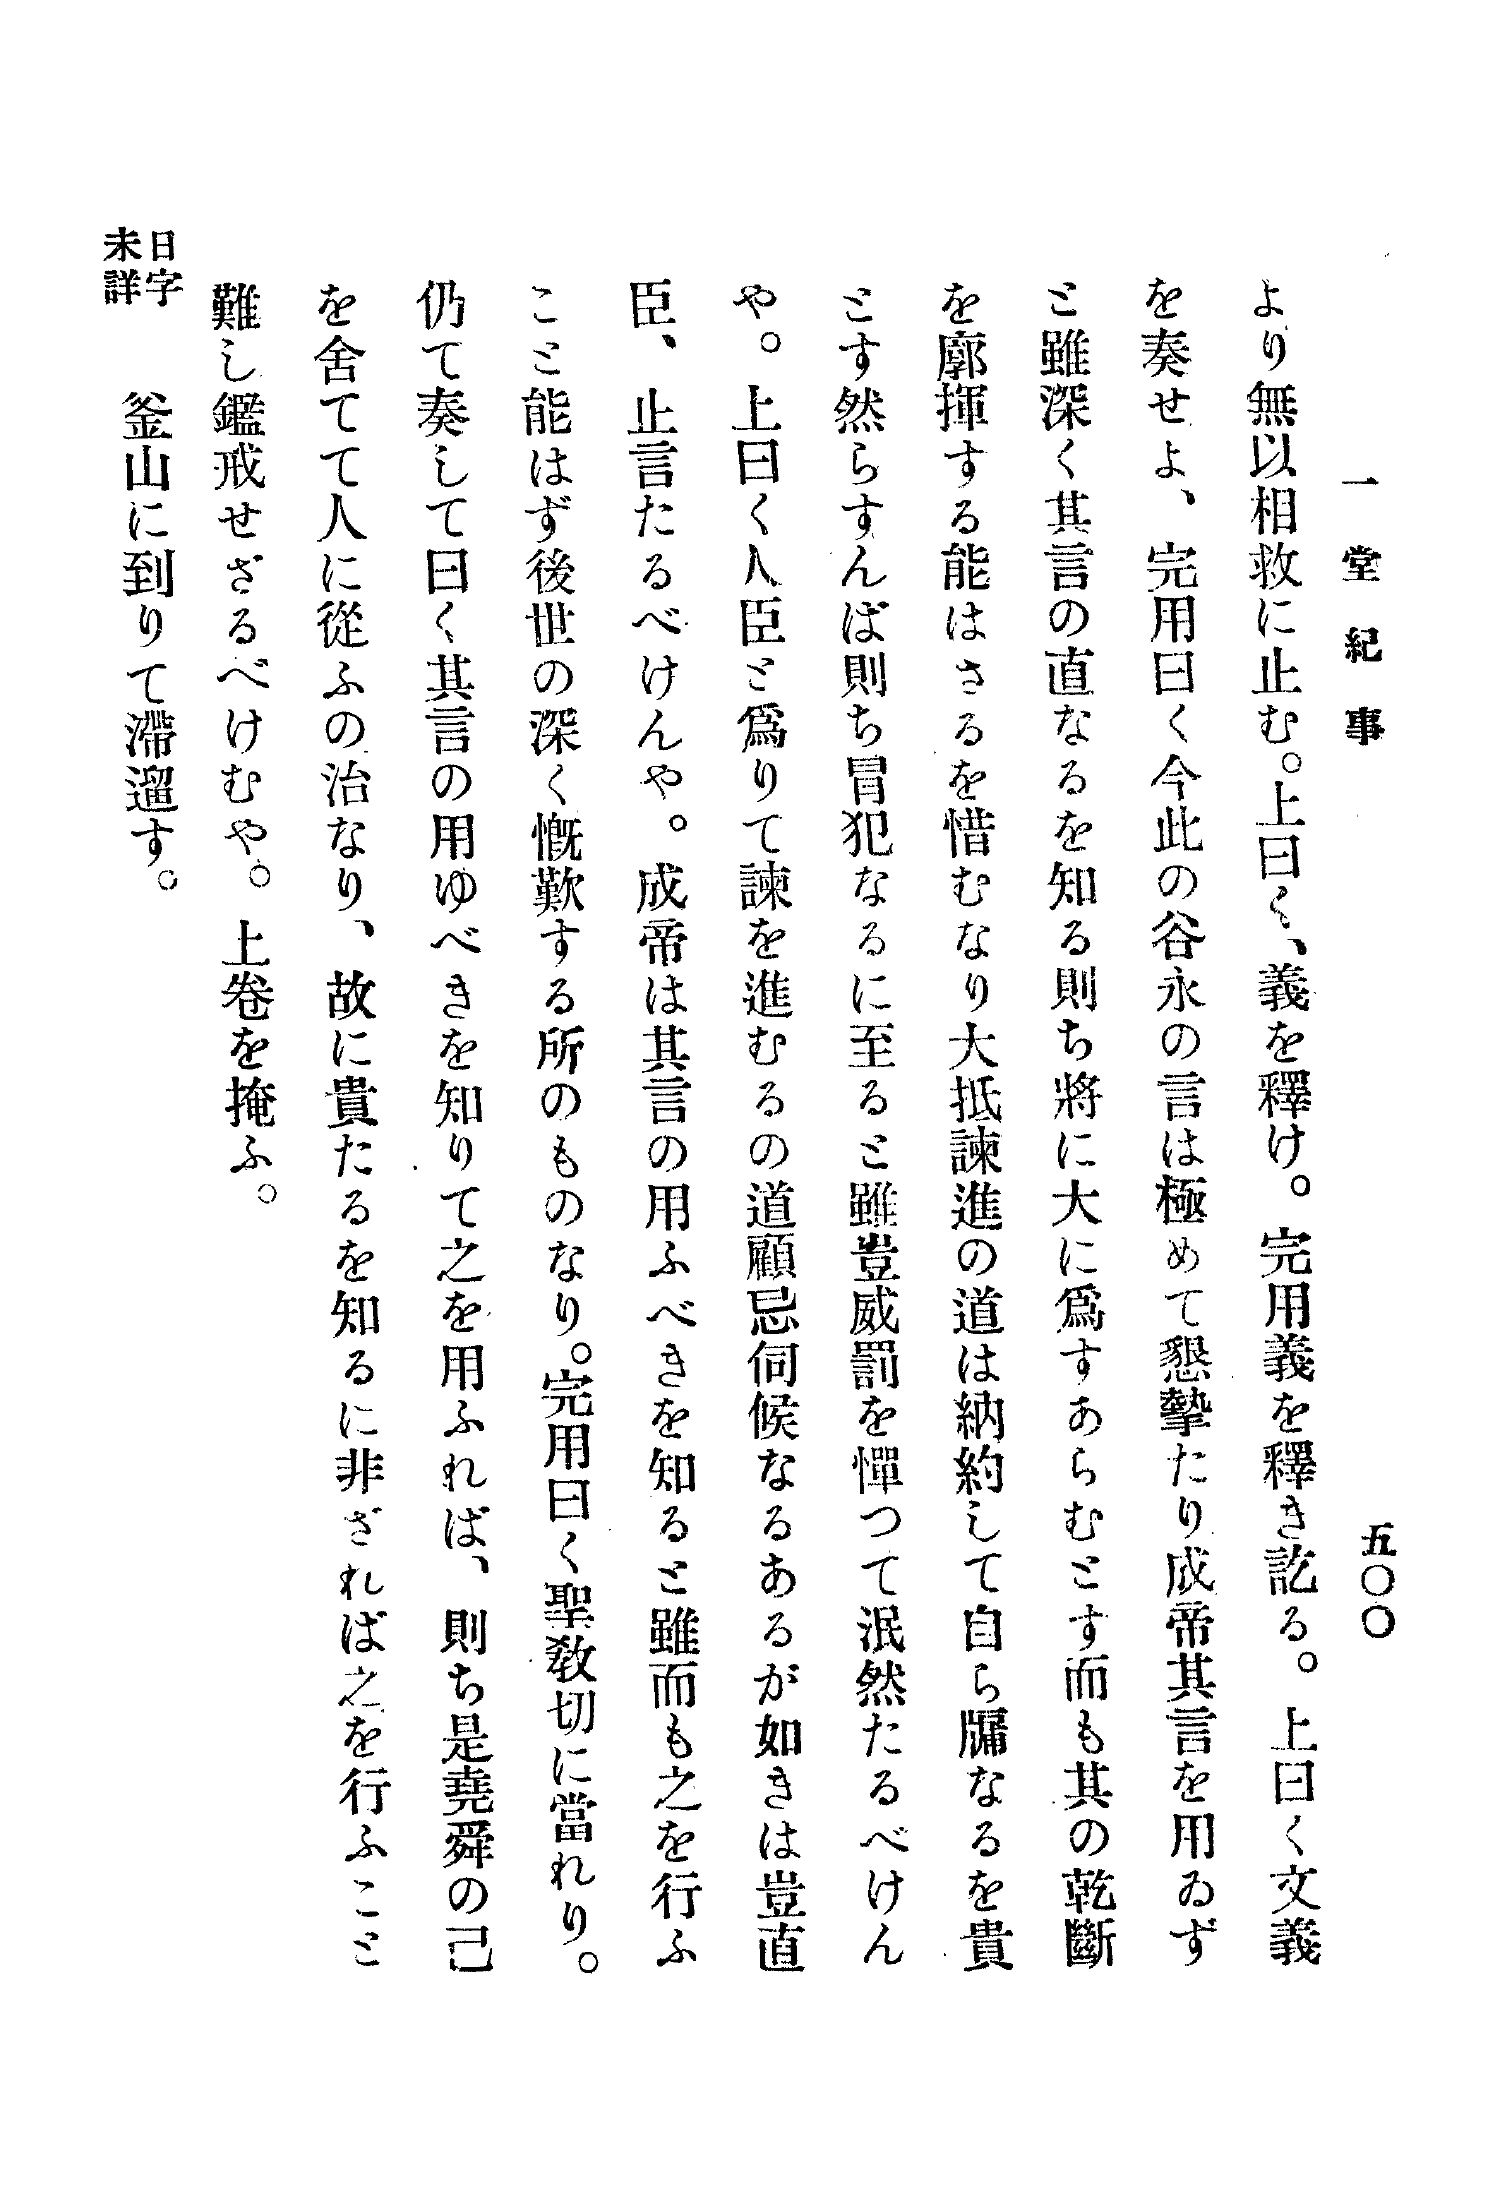 一堂紀事
五〇〇
より無以相救に止む。上曰く、義を釋け。完用義を釋き訖る。上曰く文義
を奏せよ、完用曰く今此の谷永の言は極めて懇摯たり成帝其言を用ゐず
と雖深く其言の直なるを知る則ち將に大に爲すあらむとす而も其の乾斷
を廓揮する能はさるを惜むなり大抵諫進の道は納約して自ら牖なるを貴
とす然らすんば則ち冒犯なるに至ると雖豈威罰を憚つて泯然たるべけん
や。上曰く人臣と爲りて諫を進むるの道顧忌伺候なるあるが如きは豈直
臣、止言たるべけんや。成帝は其言の用ふべきを知ると雖而も之を行ふ
こと能はず後世の深く慨歎する所のものなり。完用曰く聖敎切に當れり。
仍て奏して曰く其言の用ゆべきを知りて之を用ふれば、則ち是堯舜の己
を舍てて人に從ふの治なり、故に貴たるを知るに非ざれば之を行ふこと
難し鑑戒せざるべけむや。上卷を掩ふ。
日字
未詳
釜山に到りて滯遛す。